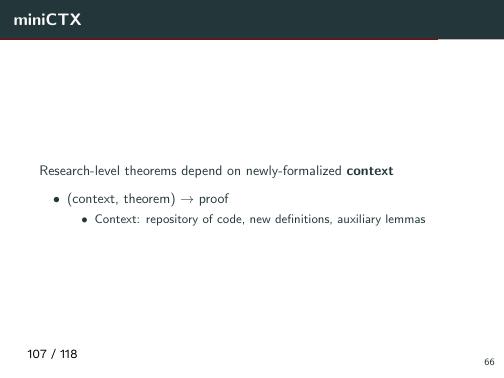 miniCTX
Research-level theorems depend on newly-formalized context
• (context, theorem) → proof
• Context: repository of code, new definitions, auxiliary lemmas
107 / 118
66